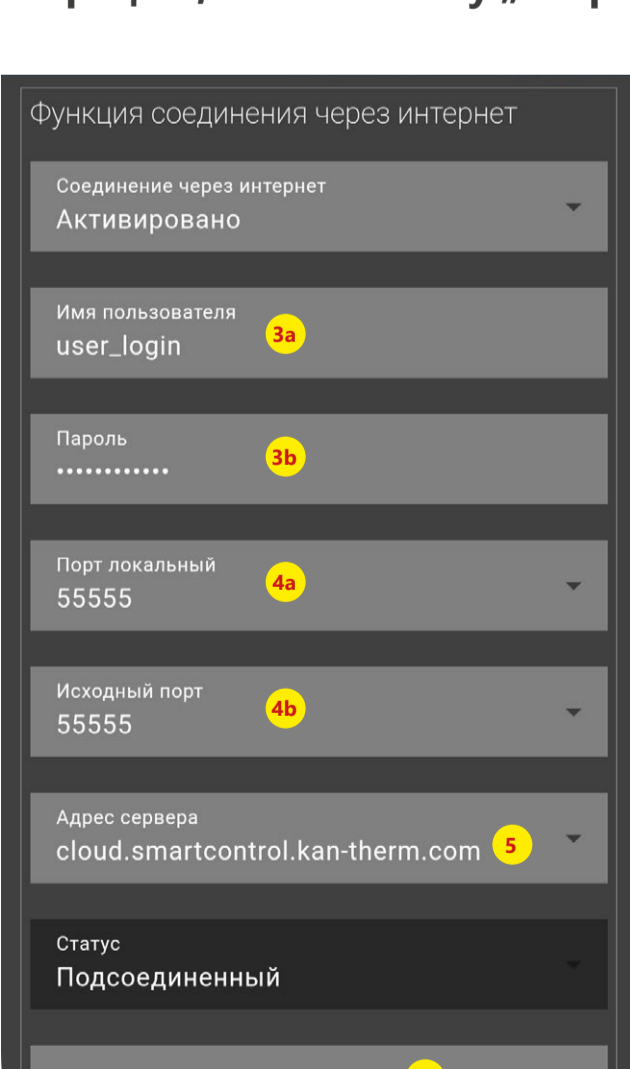 Функция соединения через интернет
Соединение через интернет
Активировано
Имя пользователя
user_login
3a
Пароль
••••••••••••
3b
Порт локальный
55555
4a
Исходный порт
55555
4b
Адрес сервера
cloud.smartcontrol.kan-therm.com
5
Статус
Подсоединенный